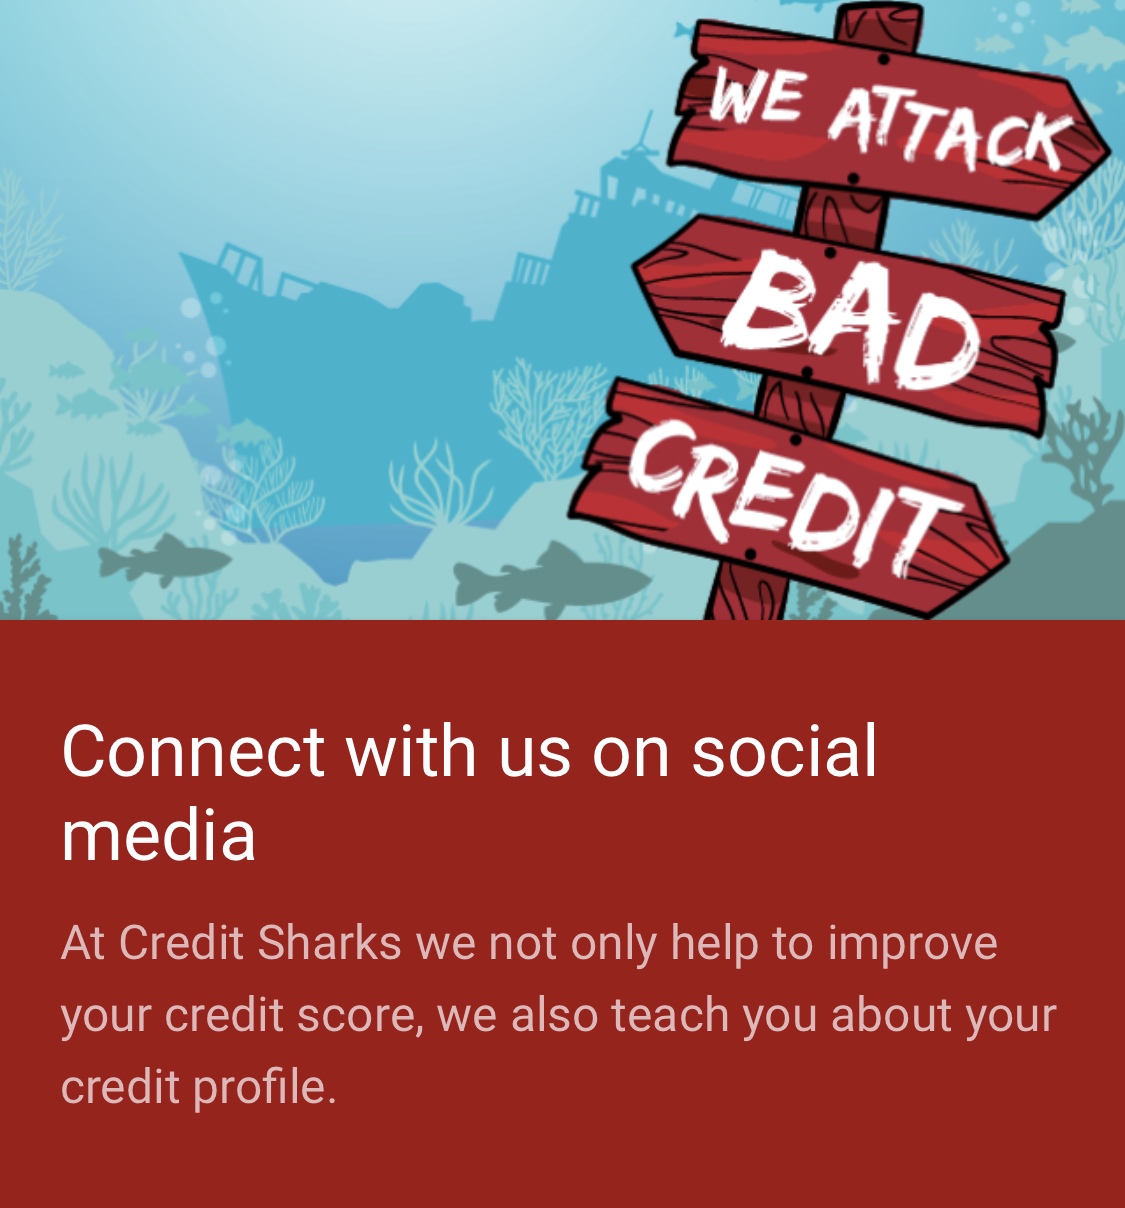 WE ATTACK
BAD
CREDIT
Connect with us on social
media
At Credit Sharks we not only help to improve
your credit score, we also teach you about your
credit profile.